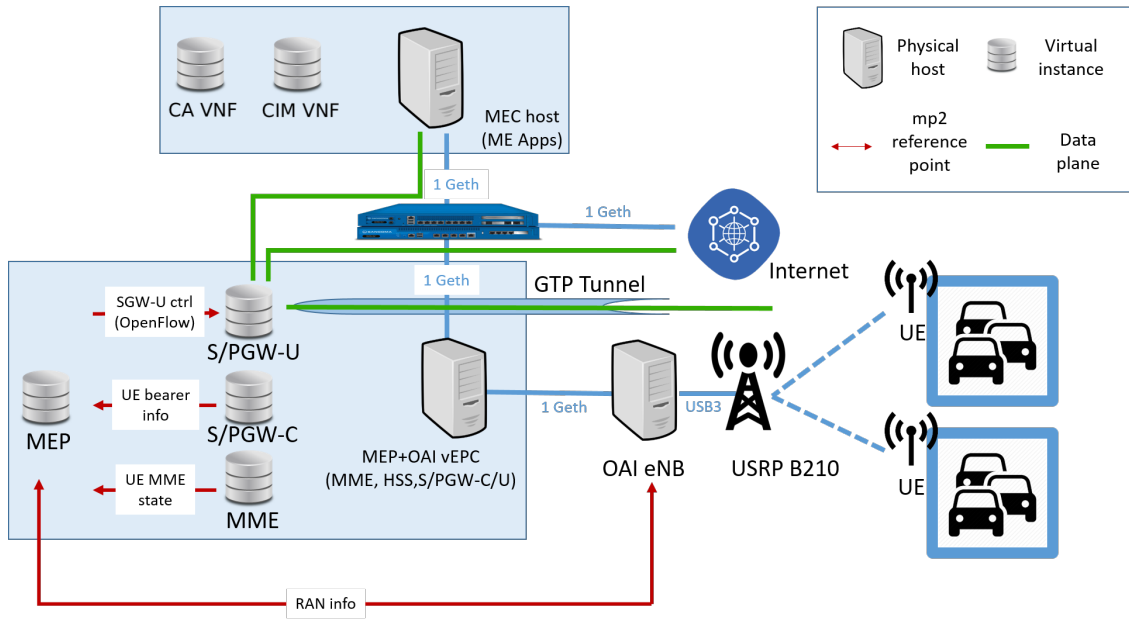 CA VNF
CIM VNF
MEC host
(ME Apps)
Physical
host
Virtual
instance
mp2
reference
point
Data
plane
1 Geth
1 Geth
1 Geth
Internet
GTP Tunnel
SGW-U ctrl
(OpenFlow)
S/PGW-U
UE bearer
info
S/PGW-C
MEP
UE MME
state
MME
MEP+OAI vEPC
(MME, HSS,S/PGW-C/U)
1 Geth
OAI eNB
USB3
USRP B210
UE
UE
RAN info